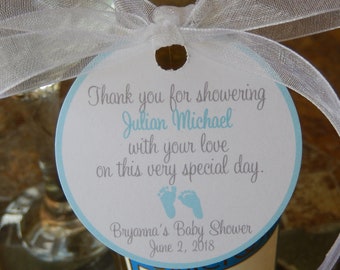 Thank you for showering
Julian Michael
with your love
on this very special day.
Bryanna's Baby Shower
June 2, 2018